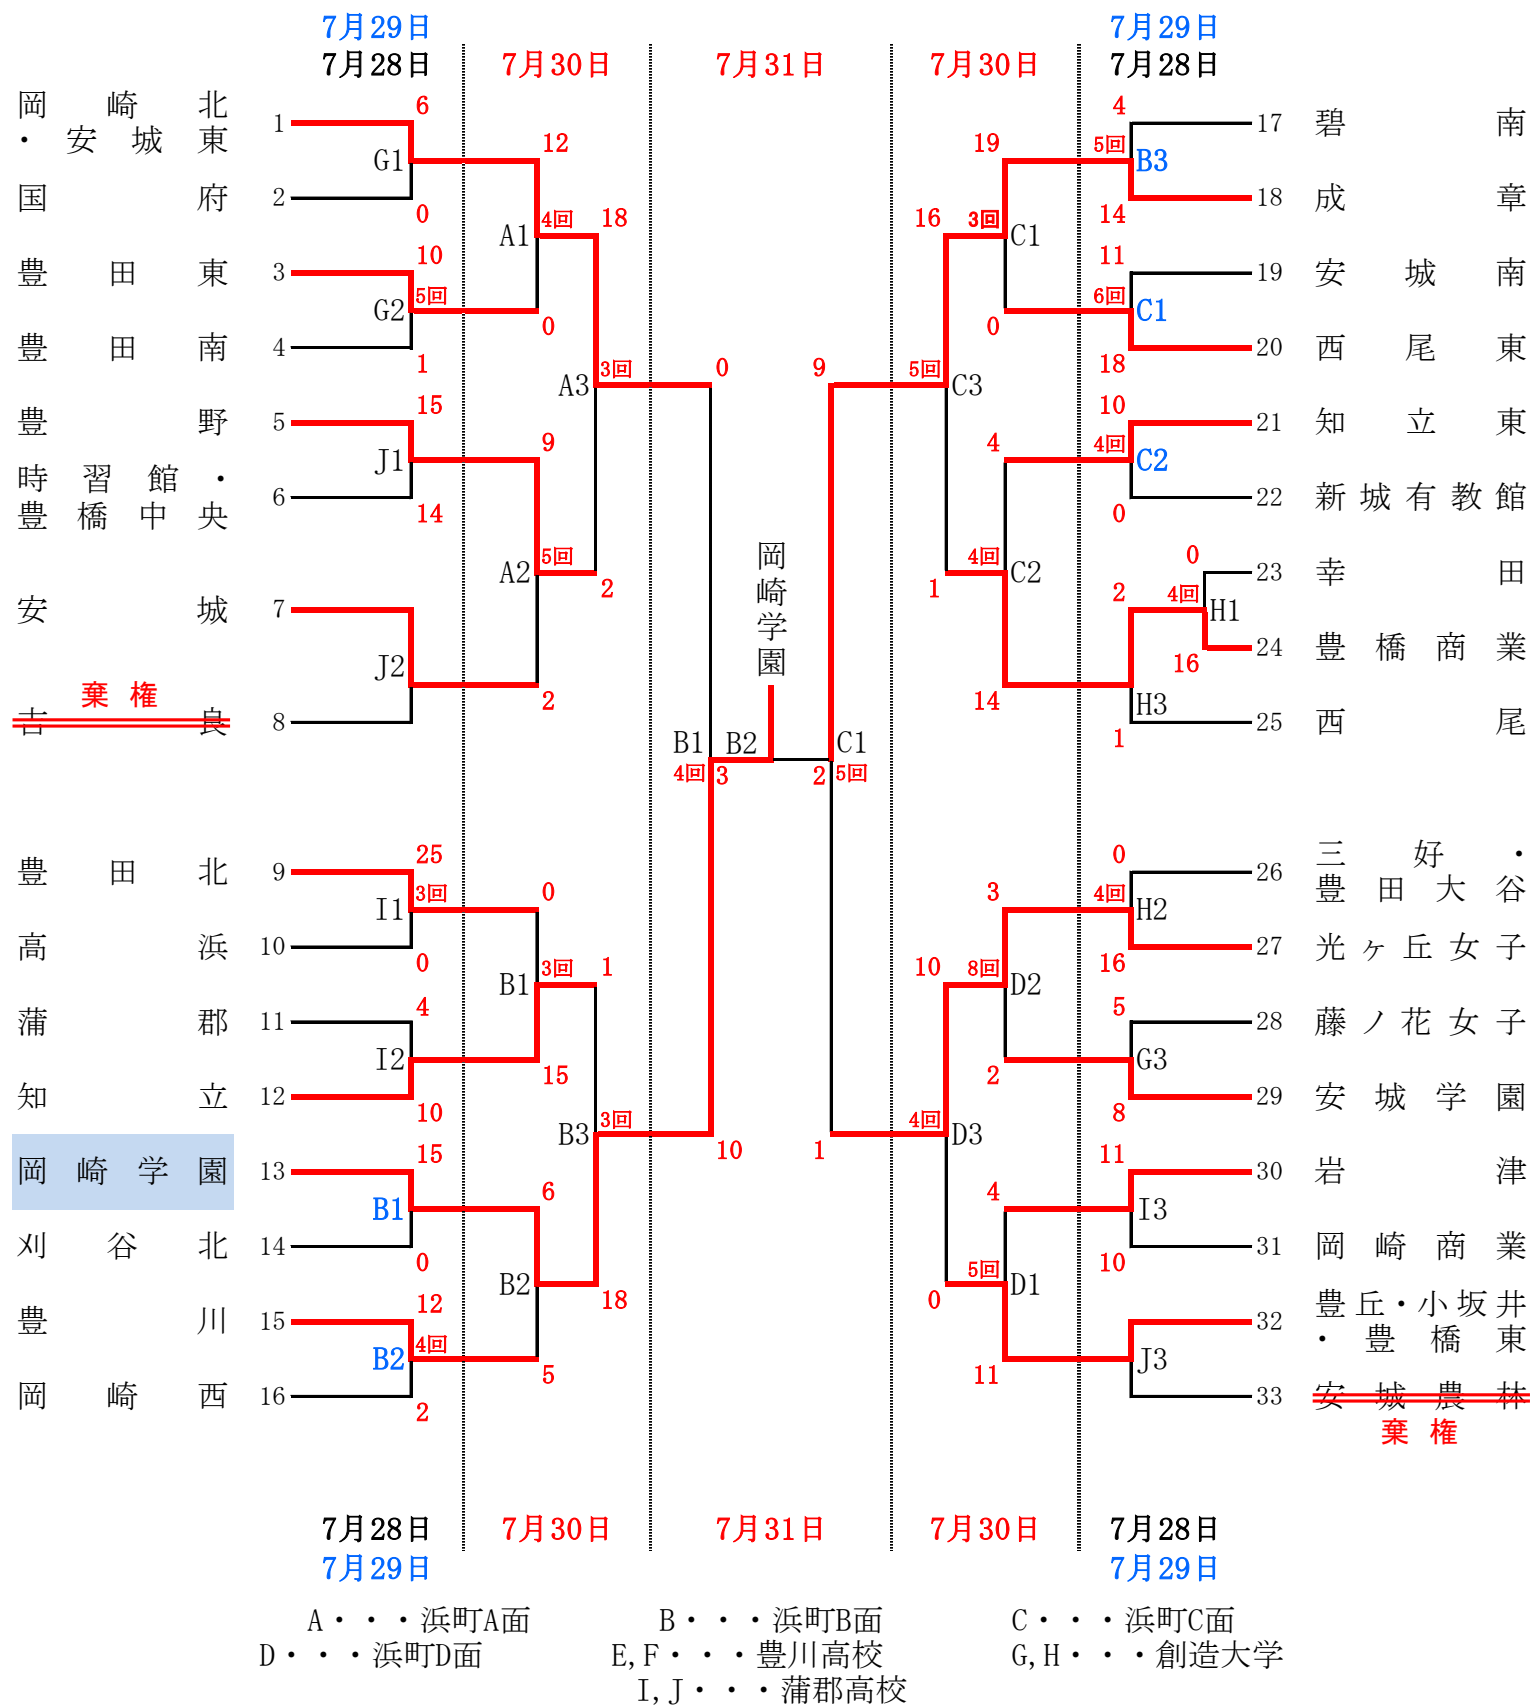 7月29日 7月29日
7月28日 7月30日 7月31日 7月30日 7月28日
岡崎北・安城東 1
国府 2
豊田東 3
豊田南 4
豊野 5
時習館・豊橋中央 6
安城 7
棄権
吉良 8
豊田北 9
高浜 10
蒲郡 11
知立 12
岡崎学園 13
刈谷北 14
豊川 15
岡崎西 16
6
G1
0
10
5回
G2
1
15
J1
14
J2
25
3回
I1
0
4
I2
10
15
B1
0
12
4回
B2
2
12
4回
A1
0
9
5回
A2
2
0
3回
B1
15
6
B2
5
18
3回
A3
2
1
3回
B3
18
0
B1
4回
10
岡崎学園
B2
3
2
9
C1
5回
1
16
5回
C3
1
10
4回
D3
0
19
3回
C1
0
4
4回
C2
14
3
8回
D2
2
4
5回
D1
11
4
5回
B3
14
11
6回
C1
18
10
4回
C2
0
0
4回
H1
16
2
H3
1
0
4回
H2
16
5
G3
8
11
I3
10
J3
17 碧南
18 成章
19 安城南
20 西尾東
21 知立東
22 新城有教館
23 幸田
24 豊橋商業
25 西尾
26 三好・豊田大谷
27 光ヶ丘女子
28 藤ノ花女子
29 安城学園
30 岩津
31 岡崎商業
32 豊丘・小坂井・豊橋東
33 安城農林
棄権
7月28日 7月30日 7月31日 7月30日 7月28日
7月29日 7月29日
A・・・浜町A面 B・・・浜町B面 C・・・浜町C面
D・・・浜町D面 E,F・・・豊川高校 G,H・・・創造大学
I,J・・・蒲郡高校